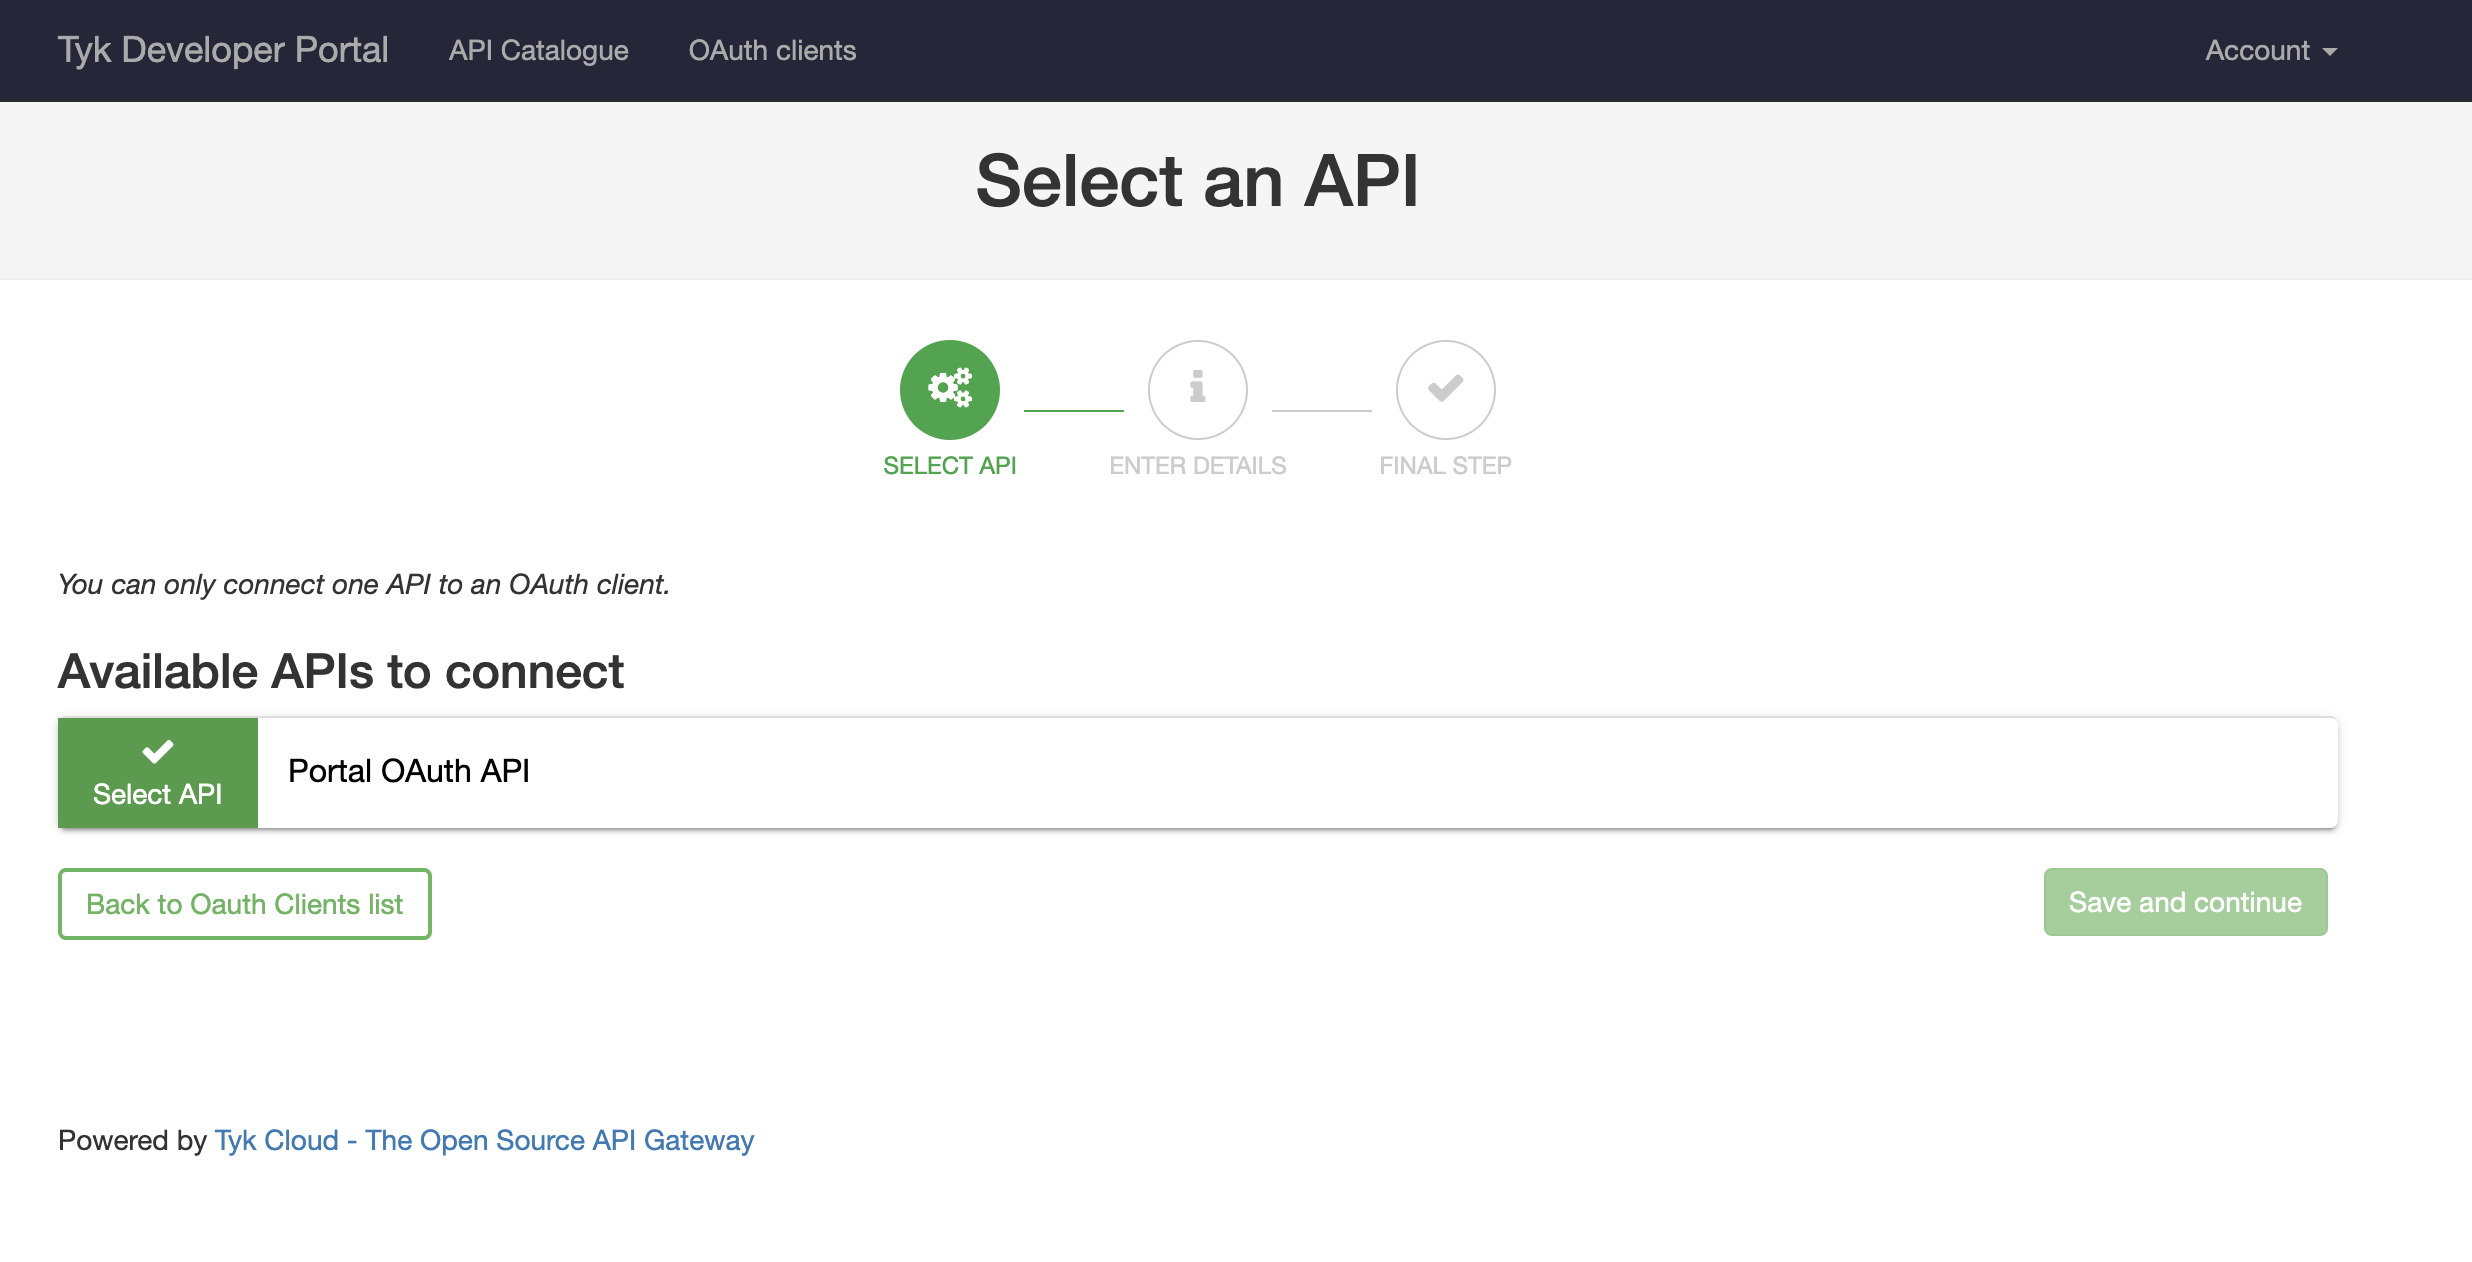 Tyk Developer Portal API Catalogue OAuth clients Account
Select an API
SELECT API ENTER DETAILS FINAL STEP
You can only connect one API to an OAuth client.
Available APIs to connect
Select API
Portal OAuth API
Back to Oauth Clients list Save and continue
Powered by Tyk Cloud - The Open Source API Gateway